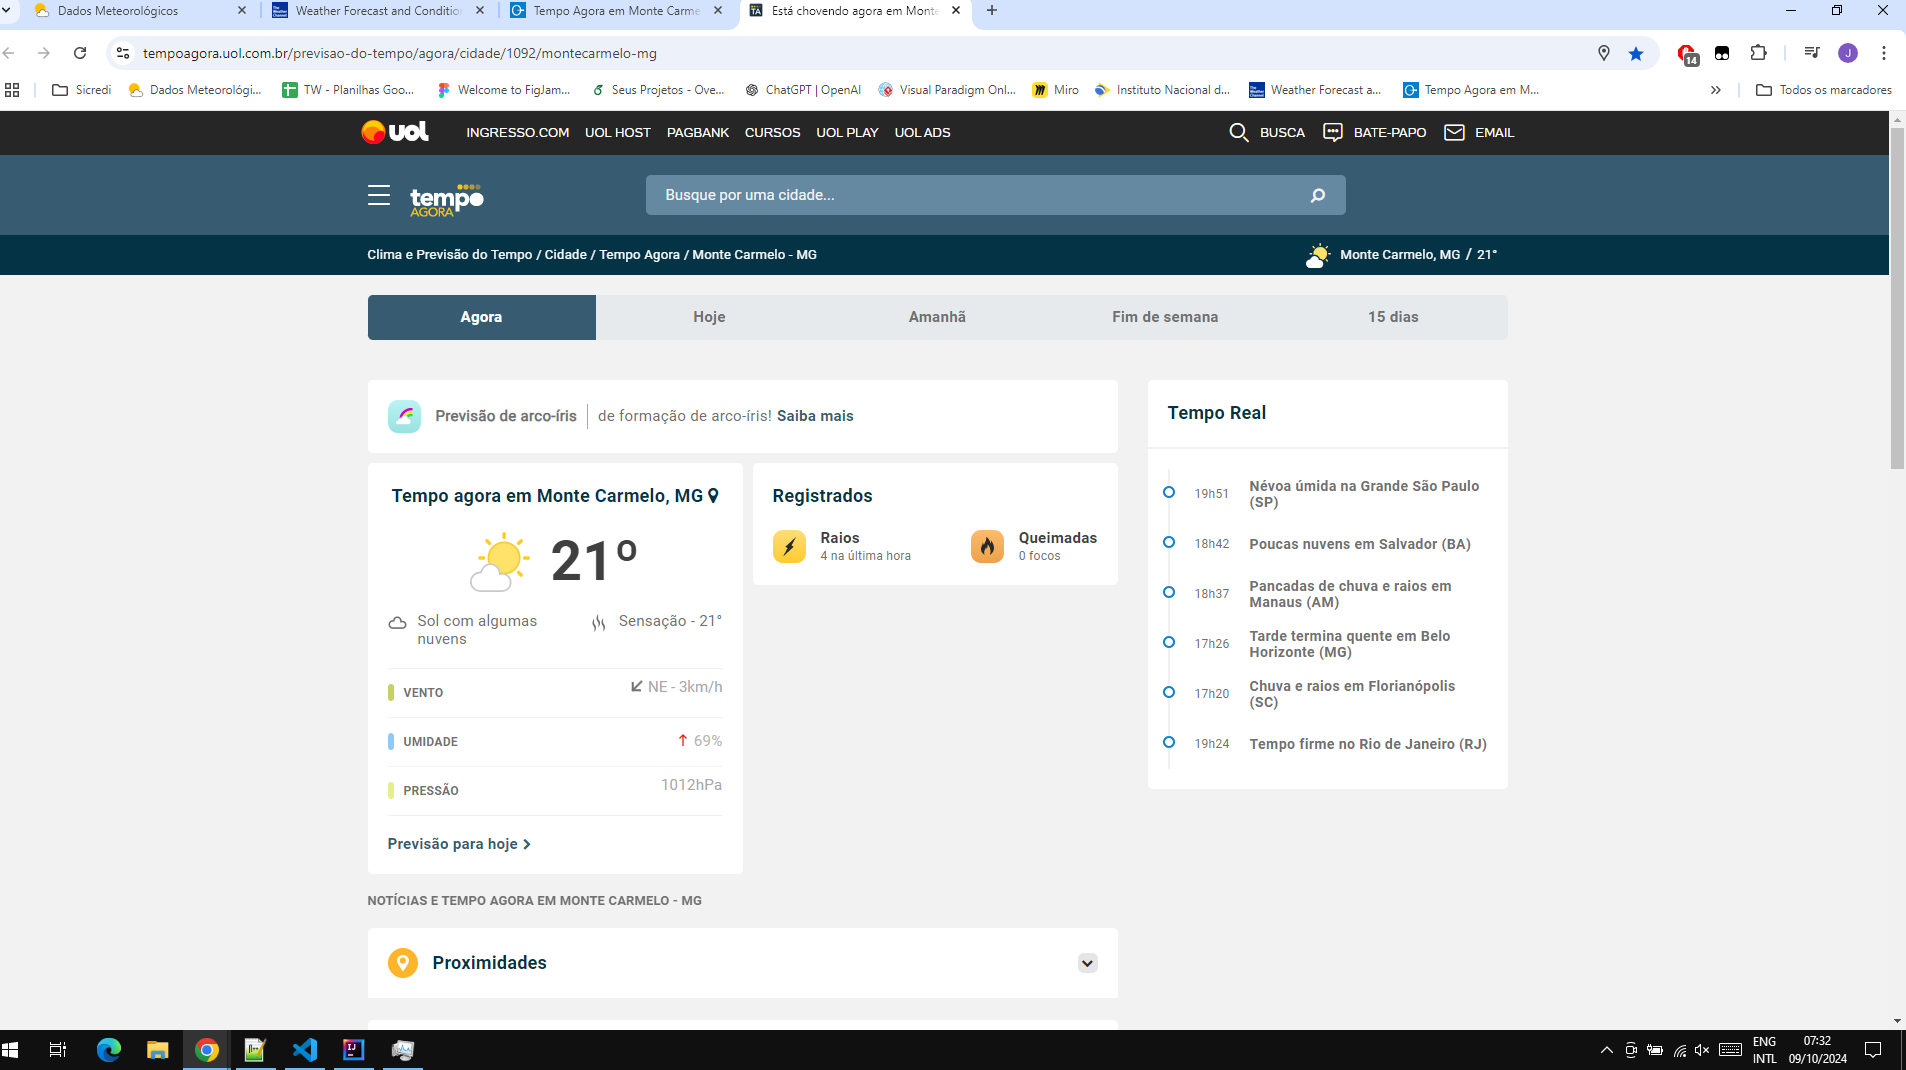 Dados Meteorológicos
Weather Forecast and Conditio
Tempo Agora em Monte Carme
Está chovendo agora em Monte
tempoagora.uol.com.br/previsao-do-tempo/agora/cidade/1092/montecarmelo-mg
14
J
Sicredi
Dados Meteorológi...
TW - Planilhas Goo...
Welcome to FigJam...
Seus Projetos - Ove...
ChatGPT | OpenAI
Visual Paradigm Onl...
Miro
Instituto Nacional d...
Weather Forecast a...
Tempo Agora em M...
Todos os marcadores
uol
INGRESSO.COM UOL HOST PAGBANK CURSOS UOL PLAY UOL ADS
BUSCA BATE-PAPO EMAIL
tempo
AGORA
Busque por uma cidade...
Clima e Previsão do Tempo / Cidade / Tempo Agora / Monte Carmelo - MG
Monte Carmelo, MG / 21°
Agora
Hoje
Amanhã
Fim de semana
15 dias
Previsão de arco-íris
de formação de arco-íris! Saiba mais
Tempo agora em Monte Carmelo, MG
21º
Sol com algumas
nuvens
Sensação - 21°
VENTO
NE - 3km/h
UMIDADE
69%
PRESSÃO
1012hPa
Previsão para hoje
Registrados
Raios
4 na última hora
Queimadas
0 focos
Tempo Real
19h51
Névoa úmida na Grande São Paulo
(SP)
18h42
Poucas nuvens em Salvador (BA)
18h37
Pancadas de chuva e raios em
Manaus (AM)
17h26
Tarde termina quente em Belo
Horizonte (MG)
17h20
Chuva e raios em Florianópolis
(SC)
19h24
Tempo firme no Rio de Janeiro (RJ)
NOTÍCIAS E TEMPO AGORA EM MONTE CARMELO - MG
Proximidades
ENG
INTL
07:32
09/10/2024